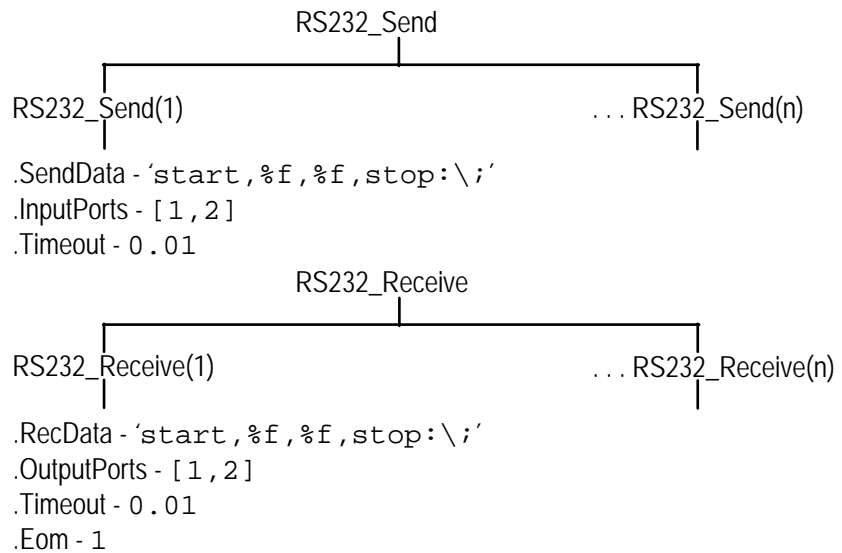 RS232_Send
RS232_Send(1) . . . RS232_Send(n)
.SendData - ‘start,%f,%f,stop:\;’
.InputPorts - [1,2]
.Timeout - 0.01
RS232_Receive
RS232_Receive(1) . . . RS232_Receive(n)
.RecData - ‘start,%f,%f,stop:\;’
.OutputPorts - [1,2]
.Timeout - 0.01
.Eom - 1